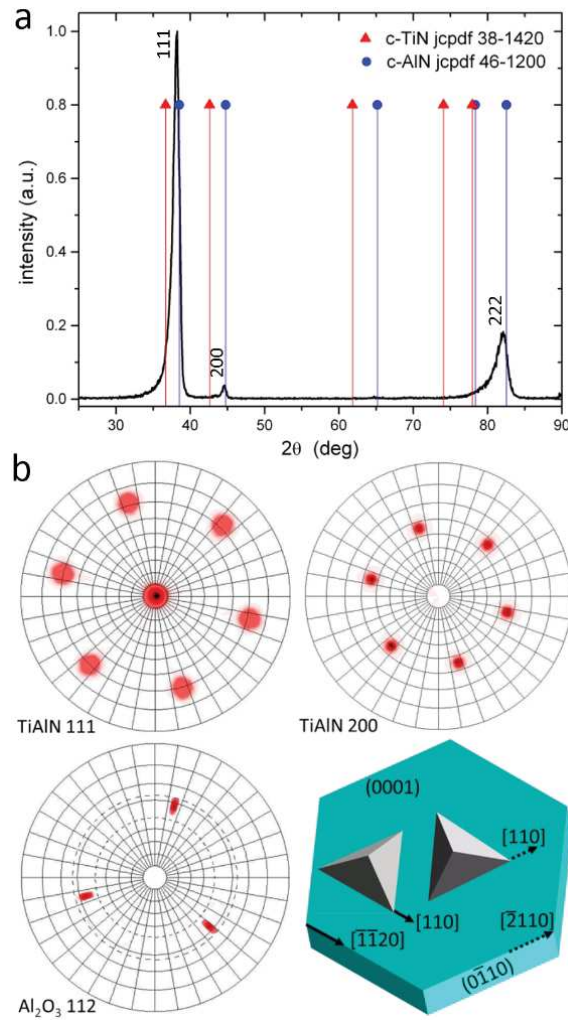 a
111
c-TiN jcpdf 38-1420
c-AlN jcpdf 46-1200
200
222
intensity (a.u.)
1.0
0.8
0.6
0.4
0.2
0.0
30 40 50 60 70 80 90
2θ (deg)
b
TiAlN 111
TiAlN 200
(0001)
[110]
[110]
[1̅1̅20]
[2̅110]
(01̅10)
Al₂O₃ 112